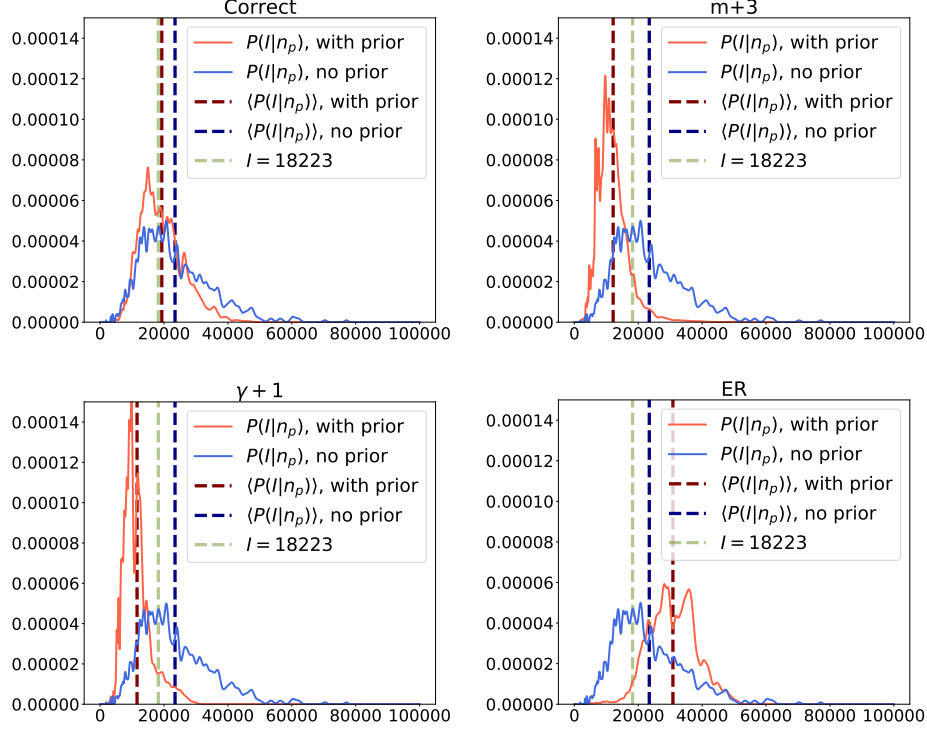 Correct
0.00014
0.00012
0.00010
0.00008
0.00006
0.00004
0.00002
0.00000
0 20000 40000 60000 80000 100000
P(I|n_p), with prior
P(I|n_p), no prior
⟨P(I|n_p)⟩, with prior
⟨P(I|n_p)⟩, no prior
I = 18223
m+3
0.00014
0.00012
0.00010
0.00008
0.00006
0.00004
0.00002
0.00000
0 20000 40000 60000 80000 100000
P(I|n_p), with prior
P(I|n_p), no prior
⟨P(I|n_p)⟩, with prior
⟨P(I|n_p)⟩, no prior
I = 18223
γ + 1
0.00014
0.00012
0.00010
0.00008
0.00006
0.00004
0.00002
0.00000
0 20000 40000 60000 80000 100000
P(I|n_p), with prior
P(I|n_p), no prior
⟨P(I|n_p)⟩, with prior
⟨P(I|n_p)⟩, no prior
I = 18223
ER
0.00014
0.00012
0.00010
0.00008
0.00006
0.00004
0.00002
0.00000
0 20000 40000 60000 80000 100000
P(I|n_p), with prior
P(I|n_p), no prior
⟨P(I|n_p)⟩, with prior
⟨P(I|n_p)⟩, no prior
I = 18223